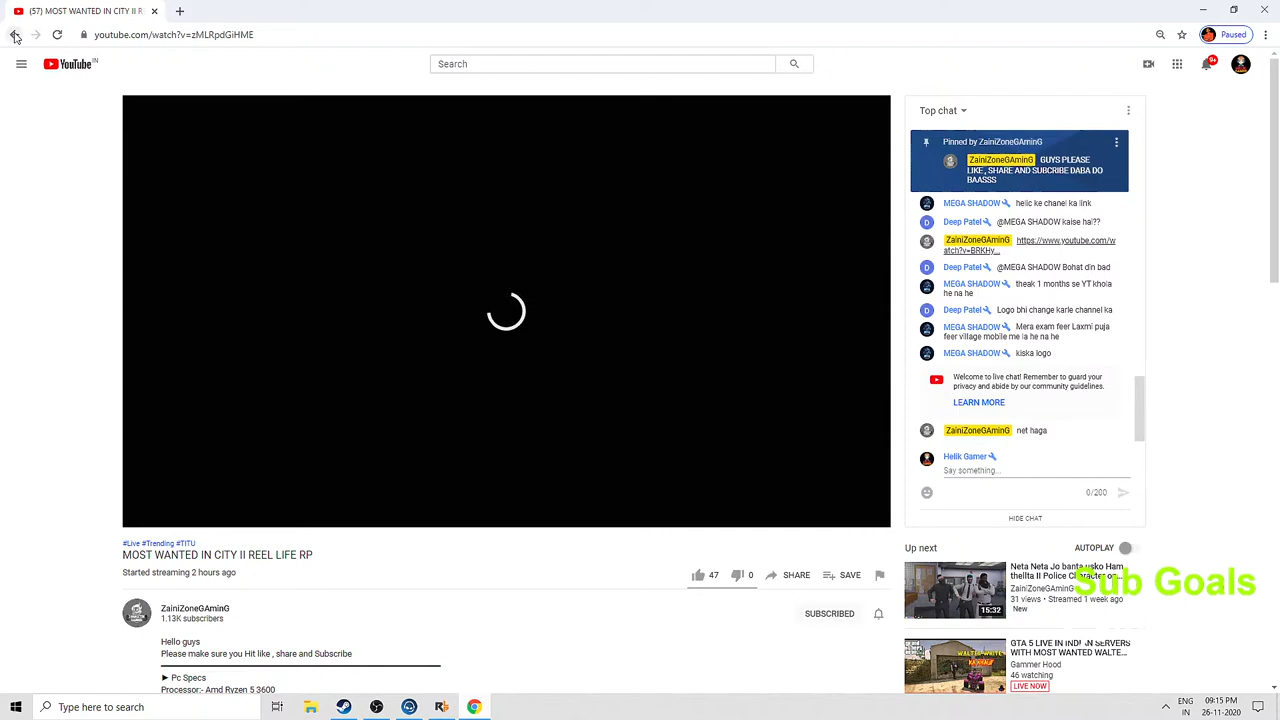 (57) MOST WANTED IN CITY II R
youtube.com/watch?v=zMLRpdGiHME
Paused
YouTube IN
Search
9+
Top chat
Pinned by ZainiZoneGAminG
ZainiZoneGAminG GUYS PLEASE
LIKE , SHARE AND SUBCRIBE DABA DO
BAASSS
MEGA SHADOW helic ke chanel ka link
Deep Patel @MEGA SHADOW kaise hai??
ZainiZoneGAminG https://www.youtube.com/w
atch?v=BRKHy...
Deep Patel @MEGA SHADOW Bohat din bad
MEGA SHADOW theak 1 months se YT khola
he na he
Deep Patel Logo bhi change karle channel ka
MEGA SHADOW Mera exam feer Laxmi puja
feer village mobile me la he na he
MEGA SHADOW kiska logo
Welcome to live chat! Remember to guard your
privacy and abide by our community guidelines.
LEARN MORE
ZainiZoneGAminG net haga
Helik Gamer
Say something...
0/200
HIDE CHAT
#Live #Trending #TITU
MOST WANTED IN CITY II REEL LIFE RP
Started streaming 2 hours ago
47 0 SHARE SAVE
ZainiZoneGAminG
1.13K subscribers
SUBSCRIBED
Hello guys
Please make sure you Hit like , share and Subscribe
► Pc Specs
Processor:- Amd Ryzen 5 3600
Up next
AUTOPLAY
Neta Neta Jo banta usko Ham
thellta II Police Character on...
ZainiZoneGAminG
31 views • Streamed 1 week ago
New
15:32
Sub Goals
GTA 5 LIVE IN INDIAN SERVERS
WITH MOST WANTED WALTE...
Gammer Hood
46 watching
LIVE NOW
Type here to search
ENG
IN
09:15 PM
26-11-2020